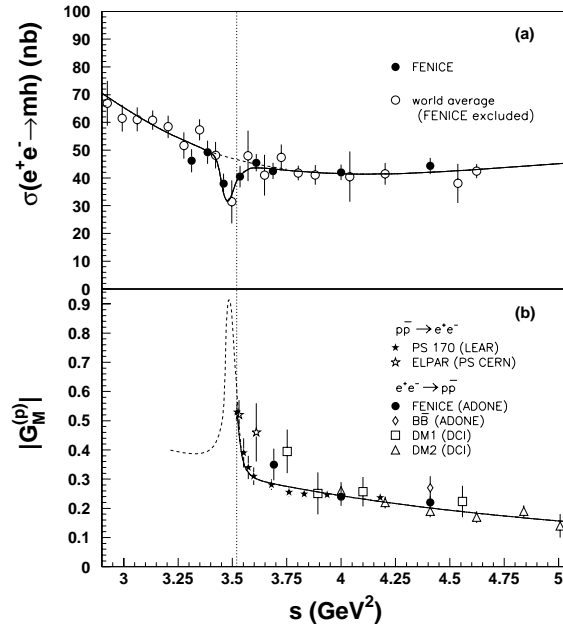 σ(e⁺e⁻→mh) (nb)
100
90
80
70
60
50
40
30
20
10
0
(a)
FENICE
world average
(FENICE excluded)
|G_M^(p)|
0.9
0.8
0.7
0.6
0.5
0.4
0.3
0.2
0.1
0
(b)
pp̅ → e⁺e⁻
PS 170 (LEAR)
ELPAR (PS CERN)
e⁺e⁻ → pp̅
FENICE (ADONE)
BB̅ (ADONE)
DM1 (DCI)
DM2 (DCI)
3 3.25 3.5 3.75 4 4.25 4.5 4.75 5
s (GeV²)